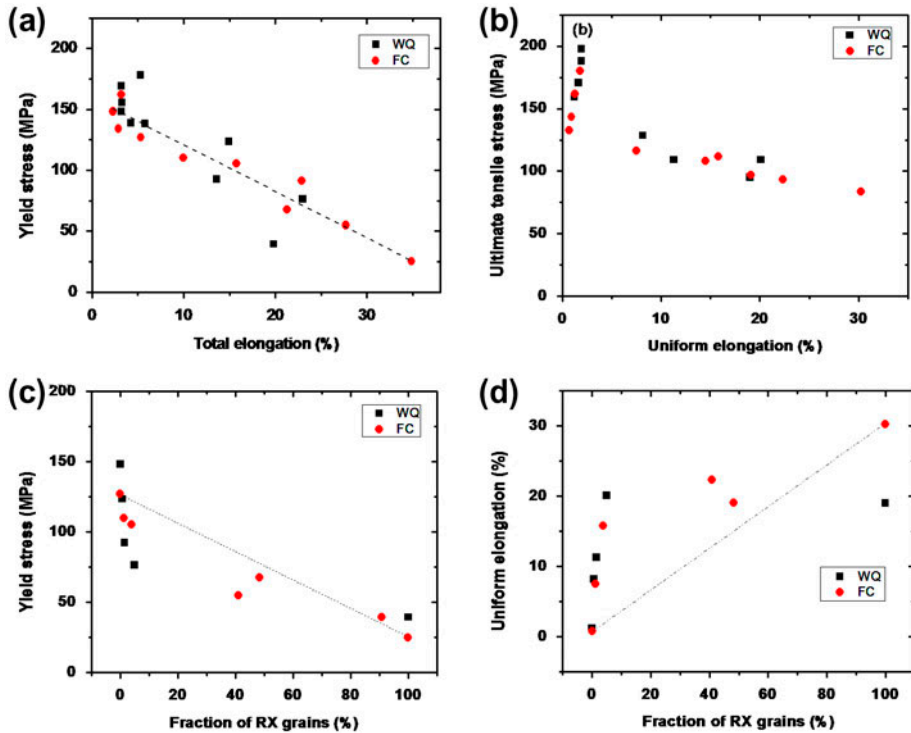 (a)
200
150
100
50
0
Yield stress (MPa)
0 10 20 30
Total elongation (%)
WQ
FC
(b)
(b)
200
150
100
50
0
Ultimate tensile stress (MPa)
0 10 20 30
Uniform elongation (%)
WQ
FC
(c)
200
150
100
50
0
Yield stress (MPa)
0 20 40 60 80 100
Fraction of RX grains (%)
WQ
FC
(d)
30
20
10
0
Uniform elongation (%)
0 20 40 60 80 100
Fraction of RX grains (%)
WQ
FC